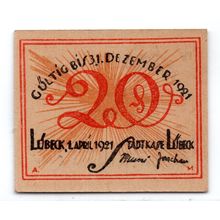 GÜLTIG BIS 31. DEZEMBER 1921
20
LÜBECK 1. APRIL 1921 STADTKASSE LÜBECK
A.